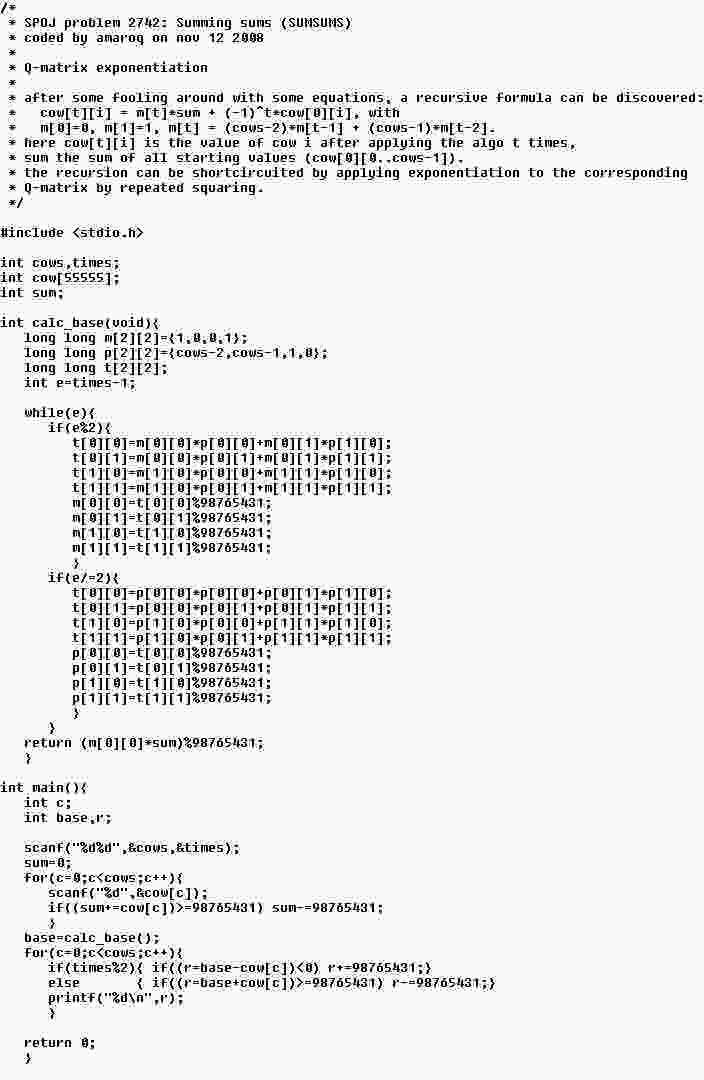 /*
 * SPOJ problem 2742: Summing sums (SUMSUMS)
 * coded by amaroq on nov 12 2008
 *
 * Q-matrix exponentiation
 *
 * after some fooling around with some equations, a recursive formula can be discovered:
 *   cow[t][i] = m[t]*sum + (-1)^t*cow[0][i], with
 *   m[0]=0, m[1]=1, m[t] = (cows-2)*m[t-1] + (cows-1)*m[t-2].
 * here cow[t][i] is the value of cow i after applying the algo t times,
 * sum the sum of all starting values (cow[0][0..cows-1]).
 * the recursion can be shortcircuited by applying exponentiation to the corresponding
 * Q-matrix by repeated squaring.
 */

#include <stdio.h>

int cows,times;
int cow[55555];
int sum;

int calc_base(void){
   long long m[2][2]={1,0,0,1};
   long long p[2][2]={cows-2,cows-1,1,0};
   long long t[2][2];
   int e=times-1;

   while(e){
      if(e%2){
         t[0][0]=m[0][0]*p[0][0]+m[0][1]*p[1][0];
         t[0][1]=m[0][0]*p[0][1]+m[0][1]*p[1][1];
         t[1][0]=m[1][0]*p[0][0]+m[1][1]*p[1][0];
         t[1][1]=m[1][0]*p[0][1]+m[1][1]*p[1][1];
         m[0][0]=t[0][0]%98765431;
         m[0][1]=t[0][1]%98765431;
         m[1][0]=t[1][0]%98765431;
         m[1][1]=t[1][1]%98765431;
         }
      if(e/=2){
         t[0][0]=p[0][0]*p[0][0]+p[0][1]*p[1][0];
         t[0][1]=p[0][0]*p[0][1]+p[0][1]*p[1][1];
         t[1][0]=p[1][0]*p[0][0]+p[1][1]*p[1][0];
         t[1][1]=p[1][0]*p[0][1]+p[1][1]*p[1][1];
         p[0][0]=t[0][0]%98765431;
         p[0][1]=t[0][1]%98765431;
         p[1][0]=t[1][0]%98765431;
         p[1][1]=t[1][1]%98765431;
         }
      }
   return (m[0][0]*sum)%98765431;
   }

int main(){
   int c;
   int base,r;

   scanf("%d%d",&cows,&times);
   sum=0;
   for(c=0;c<cows;c++){
      scanf("%d",&cow[c]);
      if((sum+=cow[c])>=98765431) sum-=98765431;
      }
   base=calc_base();
   for(c=0;c<cows;c++){
      if(times%2){ if((r=base-cow[c])<0) r+=98765431;}
      else       { if((r=base+cow[c])>=98765431) r-=98765431;}
      printf("%d\n",r);
      }

   return 0;
   }